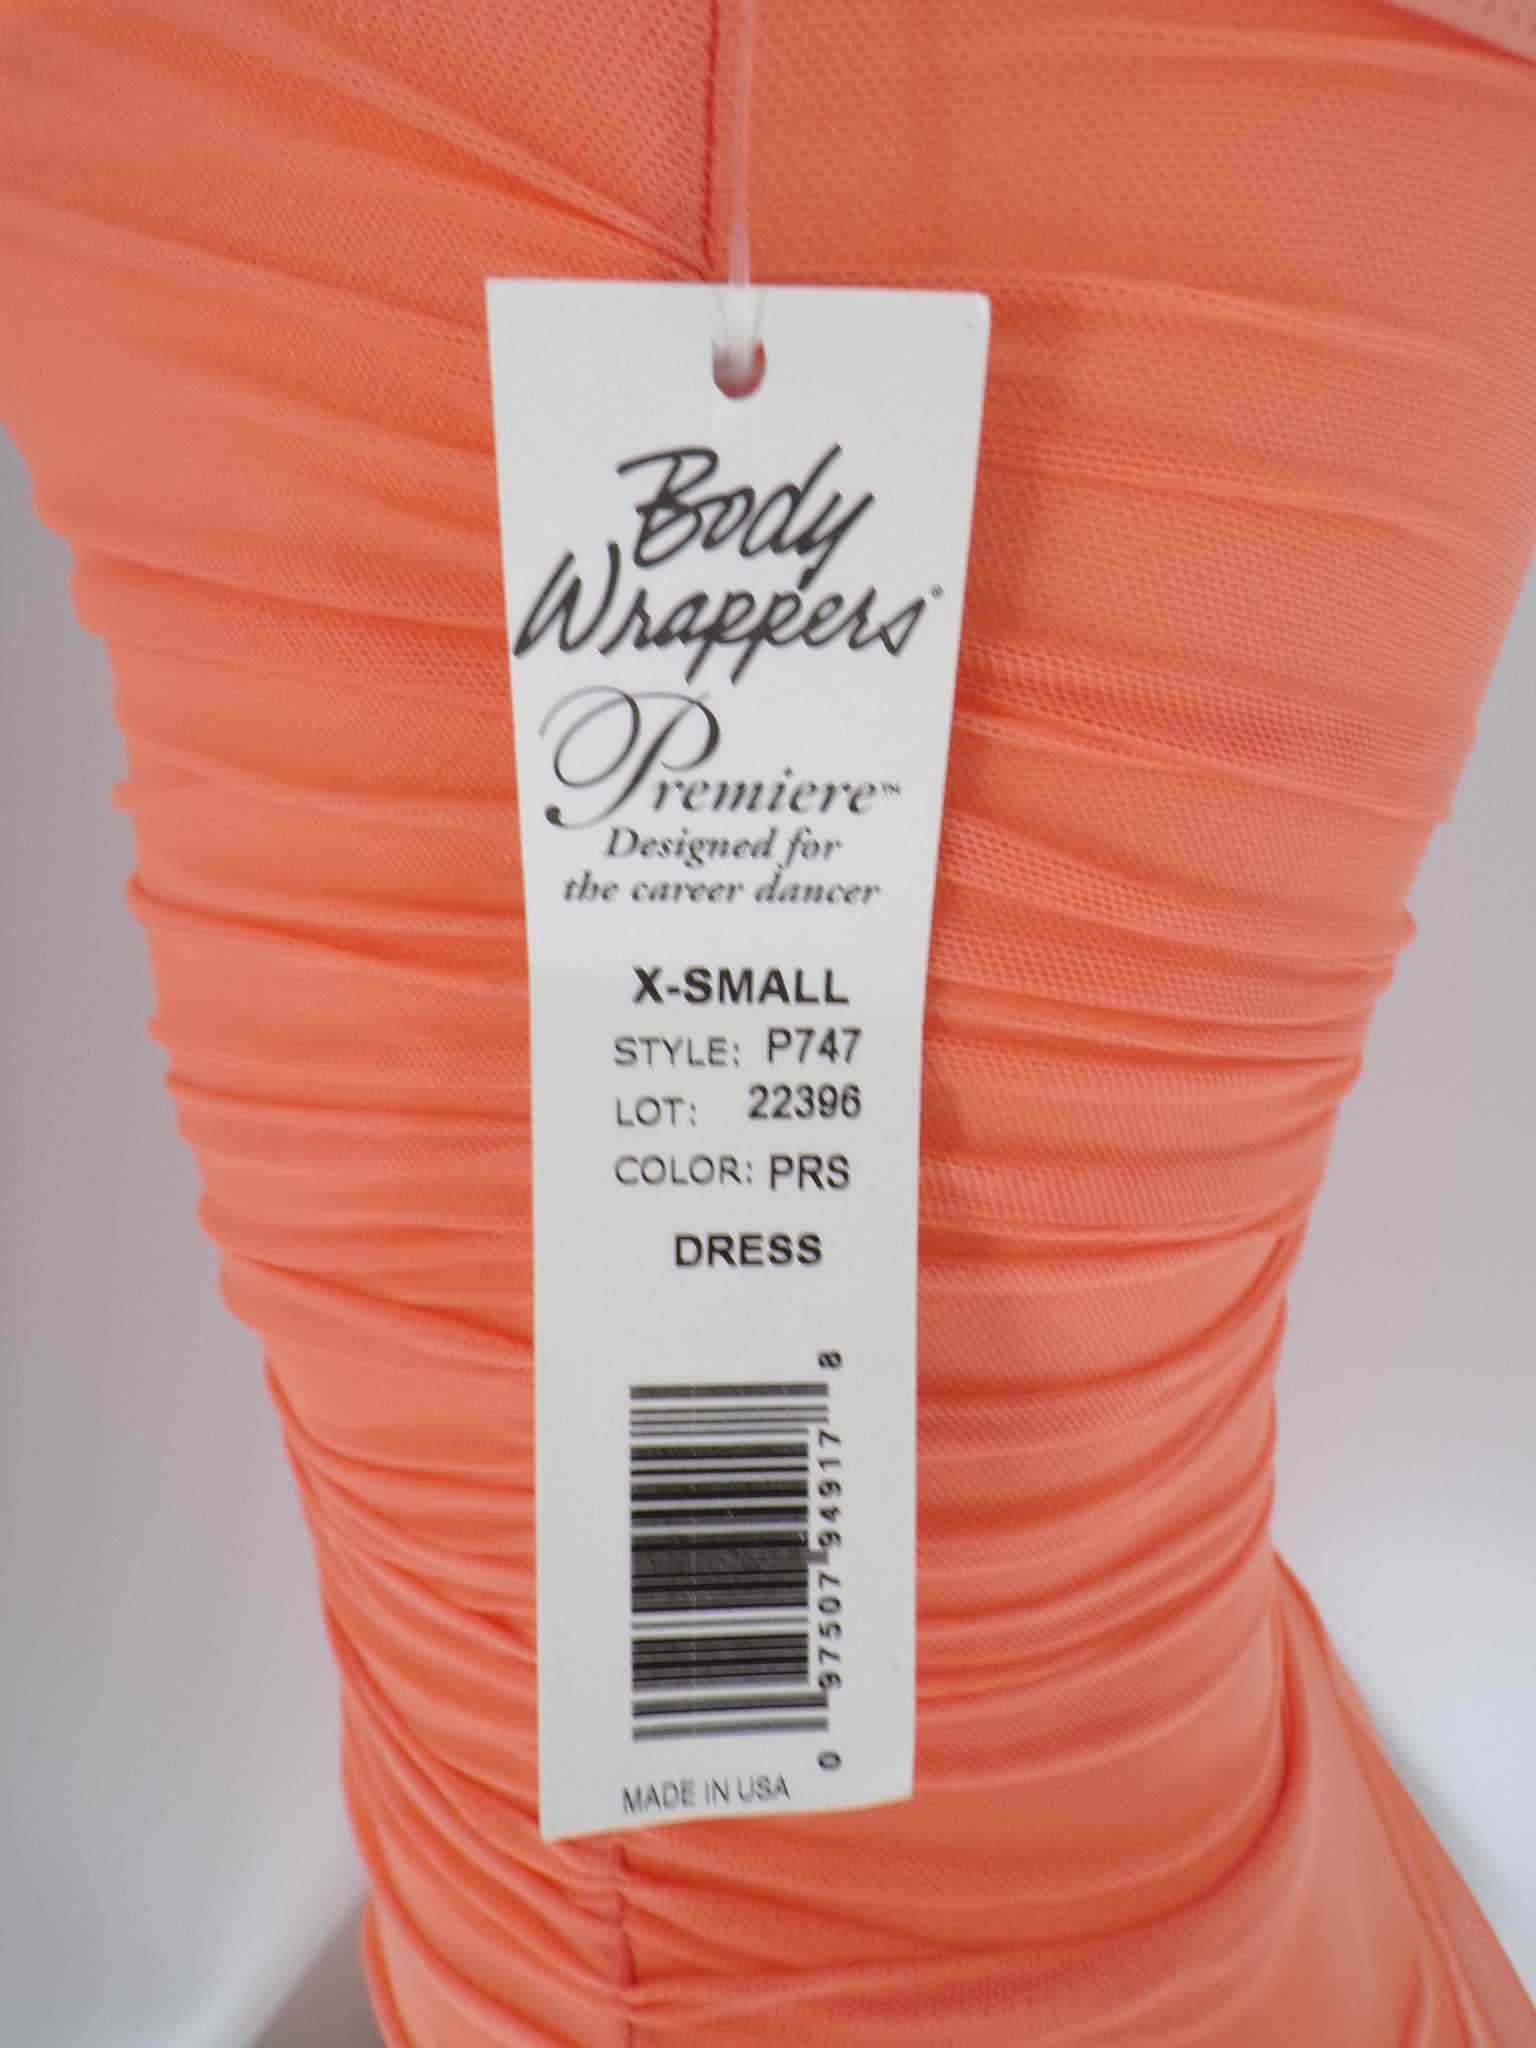 Body
Wrappers®
Premiere™
Designed for
the career dancer
X-SMALL
STYLE: P747
LOT: 22396
COLOR: PRS
DRESS
0 97507 94917 8
MADE IN USA